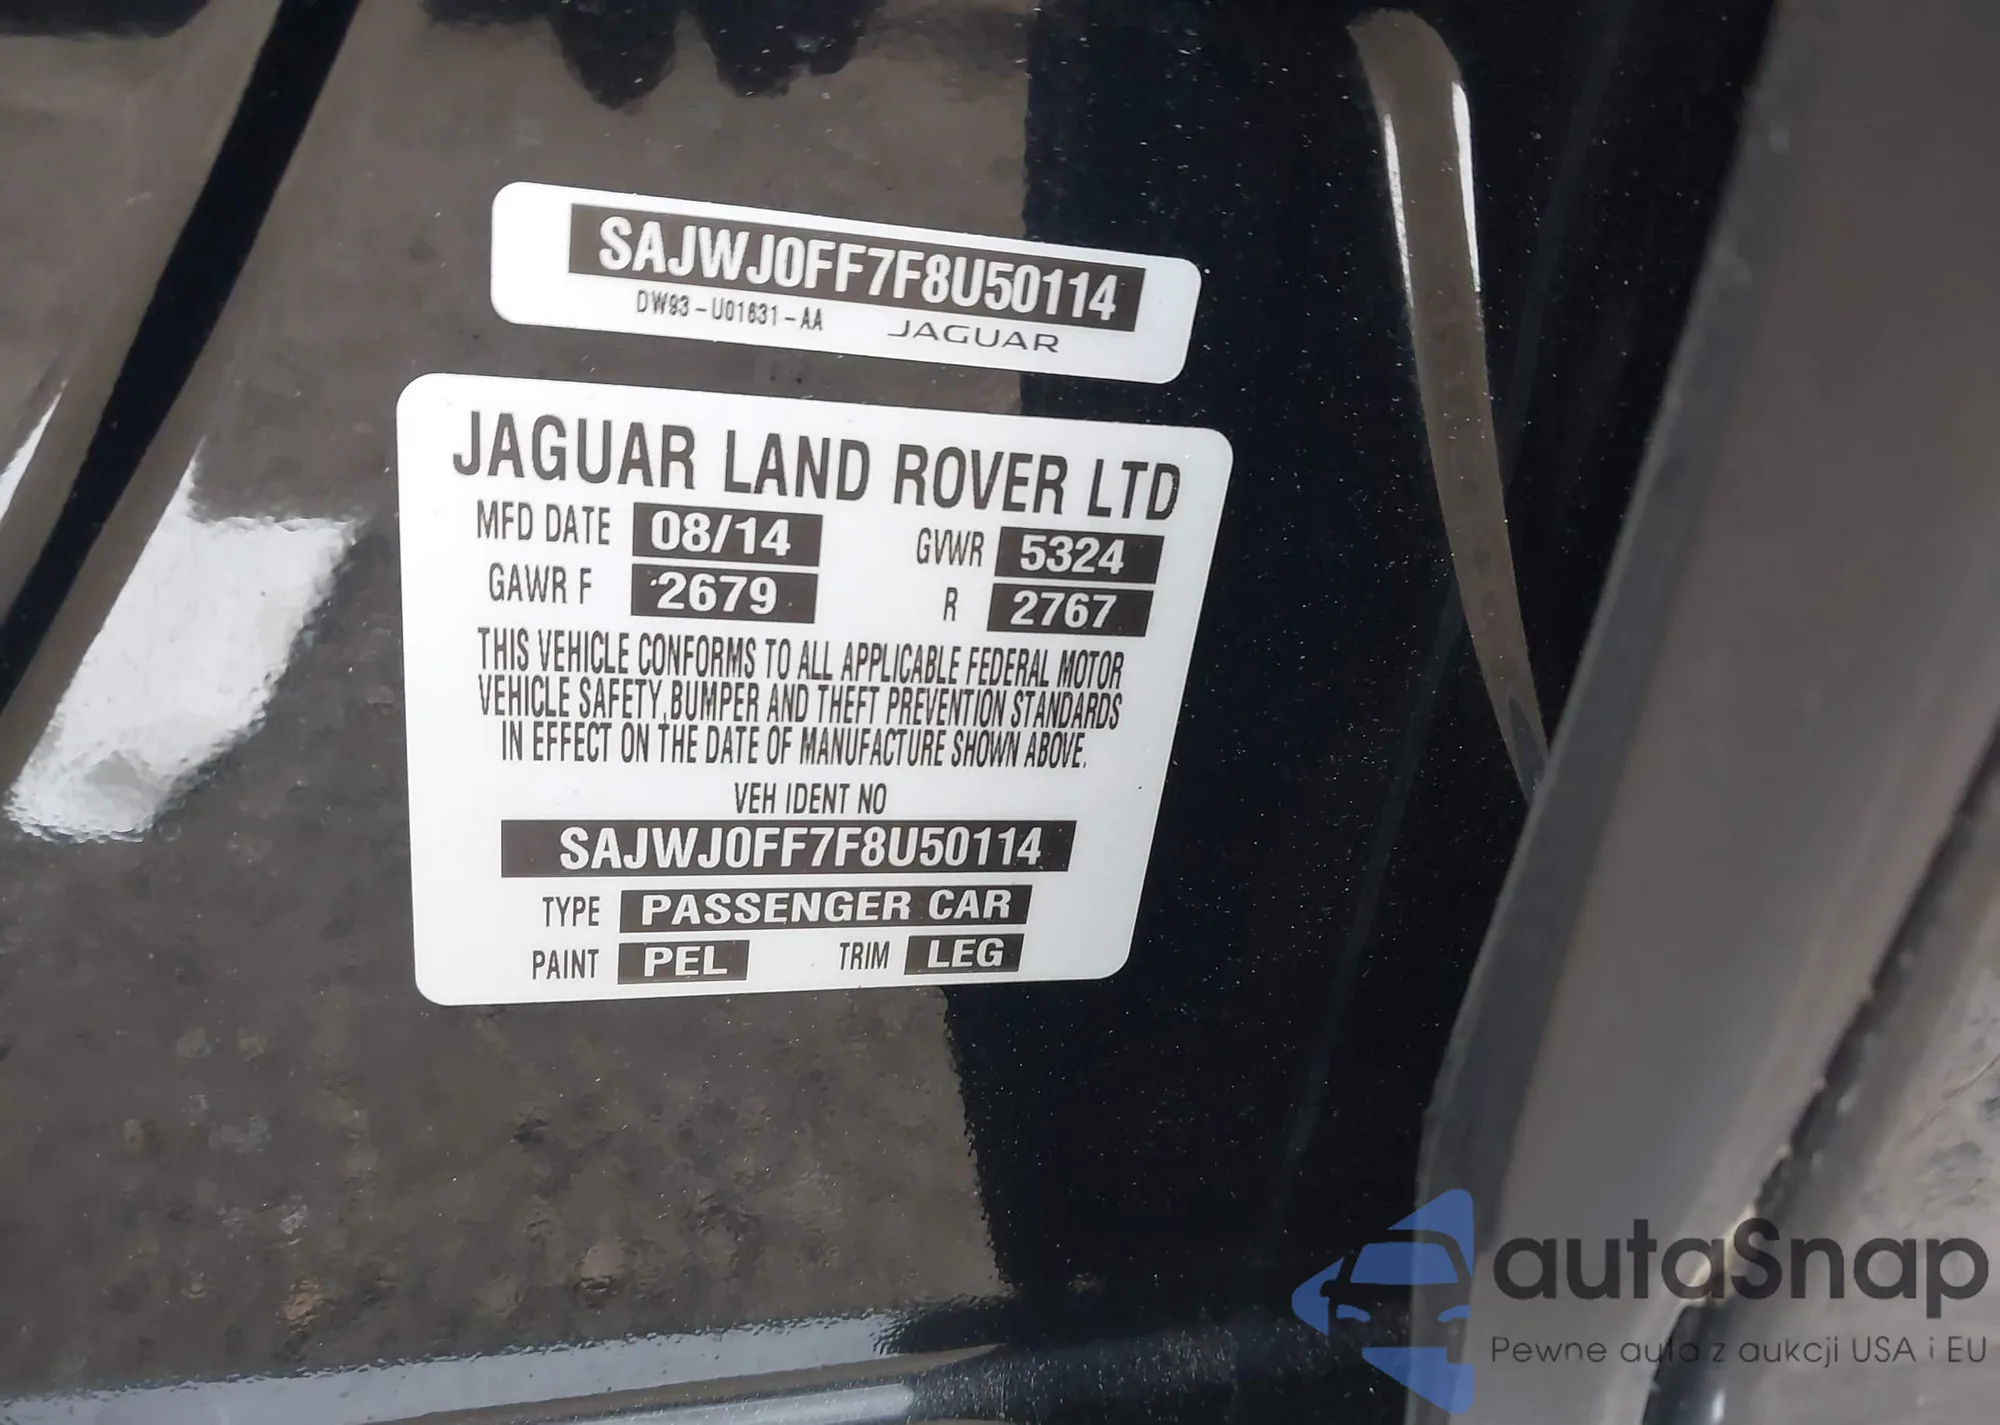 SAJWJ0FF7F8U50114
DW93-U01631-AA JAGUAR
JAGUAR LAND ROVER LTD
MFD DATE 08/14 GVWR 5324
GAWR F 2679 R 2767
THIS VEHICLE CONFORMS TO ALL APPLICABLE FEDERAL MOTOR
VEHICLE SAFETY, BUMPER AND THEFT PREVENTION STANDARDS
IN EFFECT ON THE DATE OF MANUFACTURE SHOWN ABOVE.
VEH IDENT NO
SAJWJ0FF7F8U50114
TYPE PASSENGER CAR
PAINT PEL TRIM LEG
autaSnap
Pewne auta z aukcji USA i EU